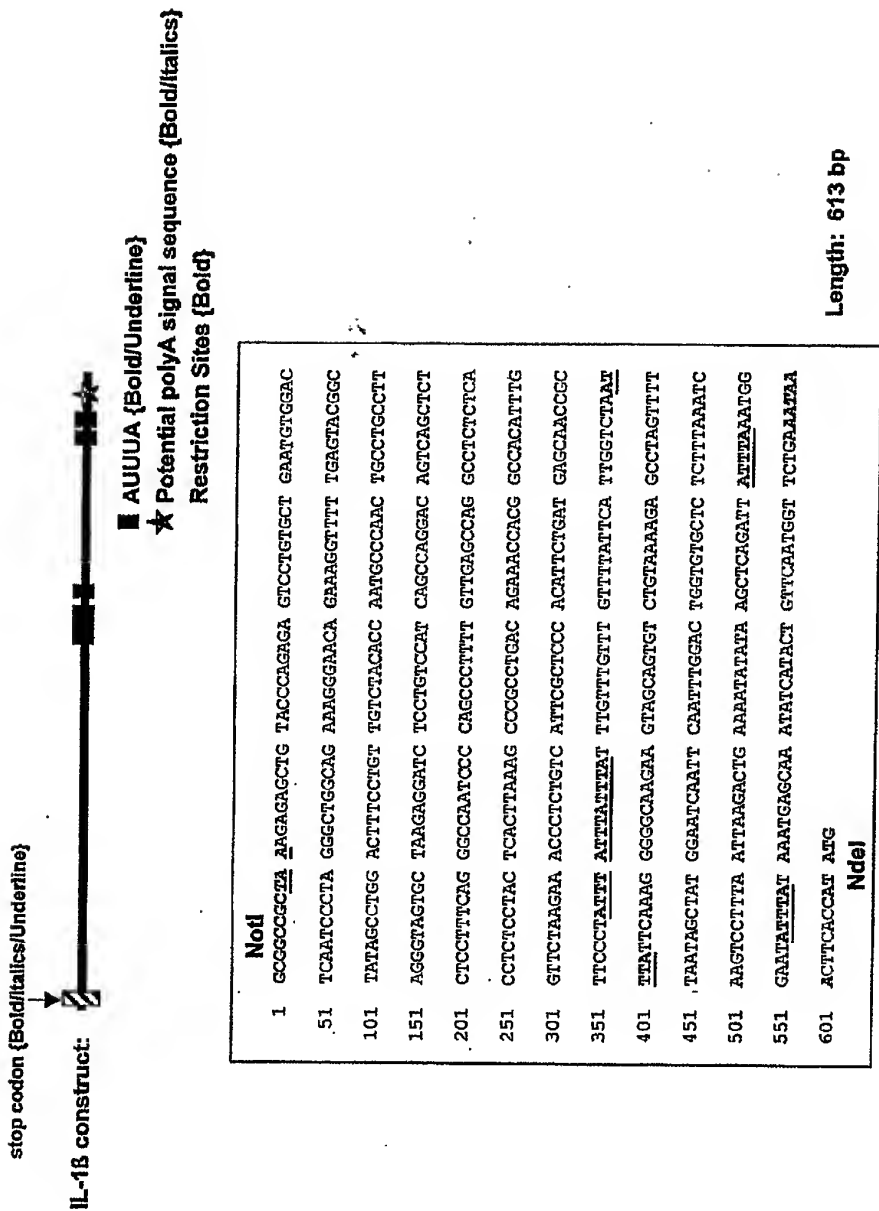 stop codon {Bold/Italics/Underline}
IL-1ß construct:
AUUUA {Bold/Underline}
Potential polyA signal sequence {Bold/Italics}
Restriction Sites {Bold}
NotI
1 GCGGCCGCTA AAGAGAGCTG TACCCAGAGA GTCCTGTGCT GAATGTGGAC
51 TCAATCCCTA GGGCTGGCAG AAAGGGAACA GAAAGGTTTT TGAGTACGGC
101 TATAGCCTGG ACTTTCCTGT TGTCTACACC AATGCCCAAC TGCCTGCCTT
151 AGGGTAGTGC TAAGAGGATC TCCTGTCCAT CAGCCAGGAC AGTCAGCTCT
201 CTCCTTTCAG GGCCAATCCC CAGCCCTTTT GTTGAGCCAG GCCTCTCTCA
251 CCTCTCCTAC TCACTTAAAG CCCGCCTGAC AGAAACCACG GCCACATTTG
301 GTTCTAAGAA ACCCTCTGTC ATTCGCTCCC ACATTCTGAT GAGCAACCGC
351 TTCCCTATTT ATTTATTTAT TTGTTTGTTT GTTTTATTCA TTGGTCTAAT
401 TTATTCAAAG GGGGCAAGAA GTAGCAGTGT CTGTAAAAGA GCCTAGTTTT
451 TAATAGCTAT GGAATCAATT CAATTTGGAC TGGTGTGCTC TCTTTAAATC
501 AAGTCCTTTA ATTAAGACTG AAAATATATA AGCTCAGATT ATTTAAATGG
551 GAATATTTAT AAATGAGCAA ATATCATACT GTTCAATGGT TCTGAAATAA
601 ACTTCACCAT ATG
NdeI
Length: 613 bp